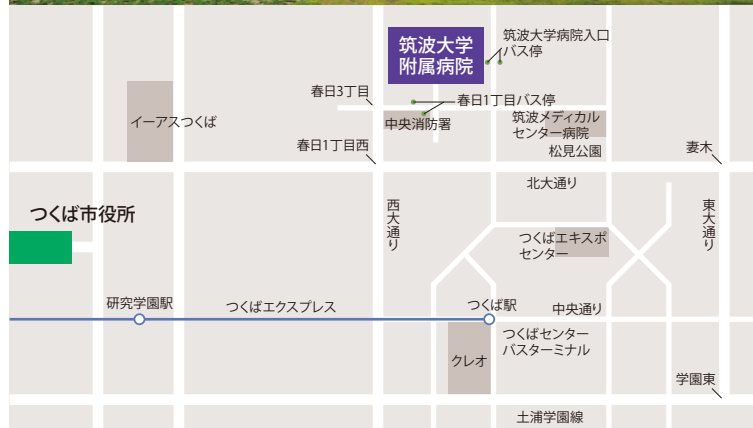 筑波大学
附属病院
筑波大学病院入口
バス停
春日3丁目
春日1丁目バス停
イーアスつくば
中央消防署
筑波メディカル
センター病院
松見公園
春日1丁目西
妻木
北大通り
つくば市役所
西大通り
東大通り
つくばエキスポ
センター
研究学園駅
つくばエクスプレス
つくば駅
中央通り
つくばセンター
バスターミナル
クレオ
学園東
土浦学園線